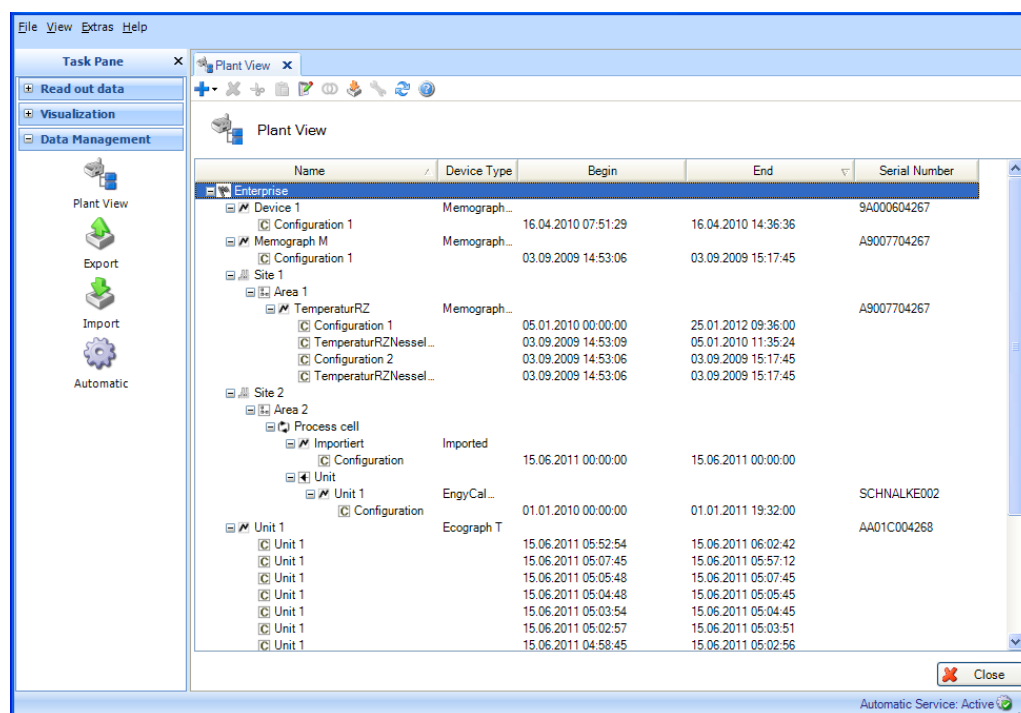 File View Extras Help
Task Pane
Plant View
Read out data
Visualization
Data Management
Plant View
Export
Import
Automatic
Plant View
Name Device Type Begin End Serial Number
Enterprise
Device 1 Memograph... 9A000604267
Configuration 1 16.04.2010 07:51:29 16.04.2010 14:36:36
Memograph M Memograph... A9007704267
Configuration 1 03.09.2009 14:53:06 03.09.2009 15:17:45
Site 1
Area 1
TemperaturRZ Memograph... A9007704267
Configuration 1 05.01.2010 00:00:00 25.01.2012 09:36:00
TemperaturRZNessel... 03.09.2009 14:53:09 05.01.2010 11:35:24
Configuration 2 03.09.2009 14:53:06 03.09.2009 15:17:45
TemperaturRZNessel... 03.09.2009 14:53:06 03.09.2009 15:17:45
Site 2
Area 2
Process cell
Importiert Imported
Configuration 15.06.2011 00:00:00 15.06.2011 00:00:00
Unit
Unit 1 EngyCal... SCHNALKE002
Configuration 01.01.2010 00:00:00 01.01.2011 19:32:00
Unit 1 Ecograph T AA01C004268
C Unit 1 15.06.2011 05:52:54 15.06.2011 06:02:42
C Unit 1 15.06.2011 05:07:45 15.06.2011 05:57:12
C Unit 1 15.06.2011 05:05:48 15.06.2011 05:07:45
C Unit 1 15.06.2011 05:04:48 15.06.2011 05:05:45
C Unit 1 15.06.2011 05:03:54 15.06.2011 05:04:45
C Unit 1 15.06.2011 05:02:57 15.06.2011 05:03:51
C Unit 1 15.06.2011 04:58:45 15.06.2011 05:02:56
Close
Automatic Service: Active